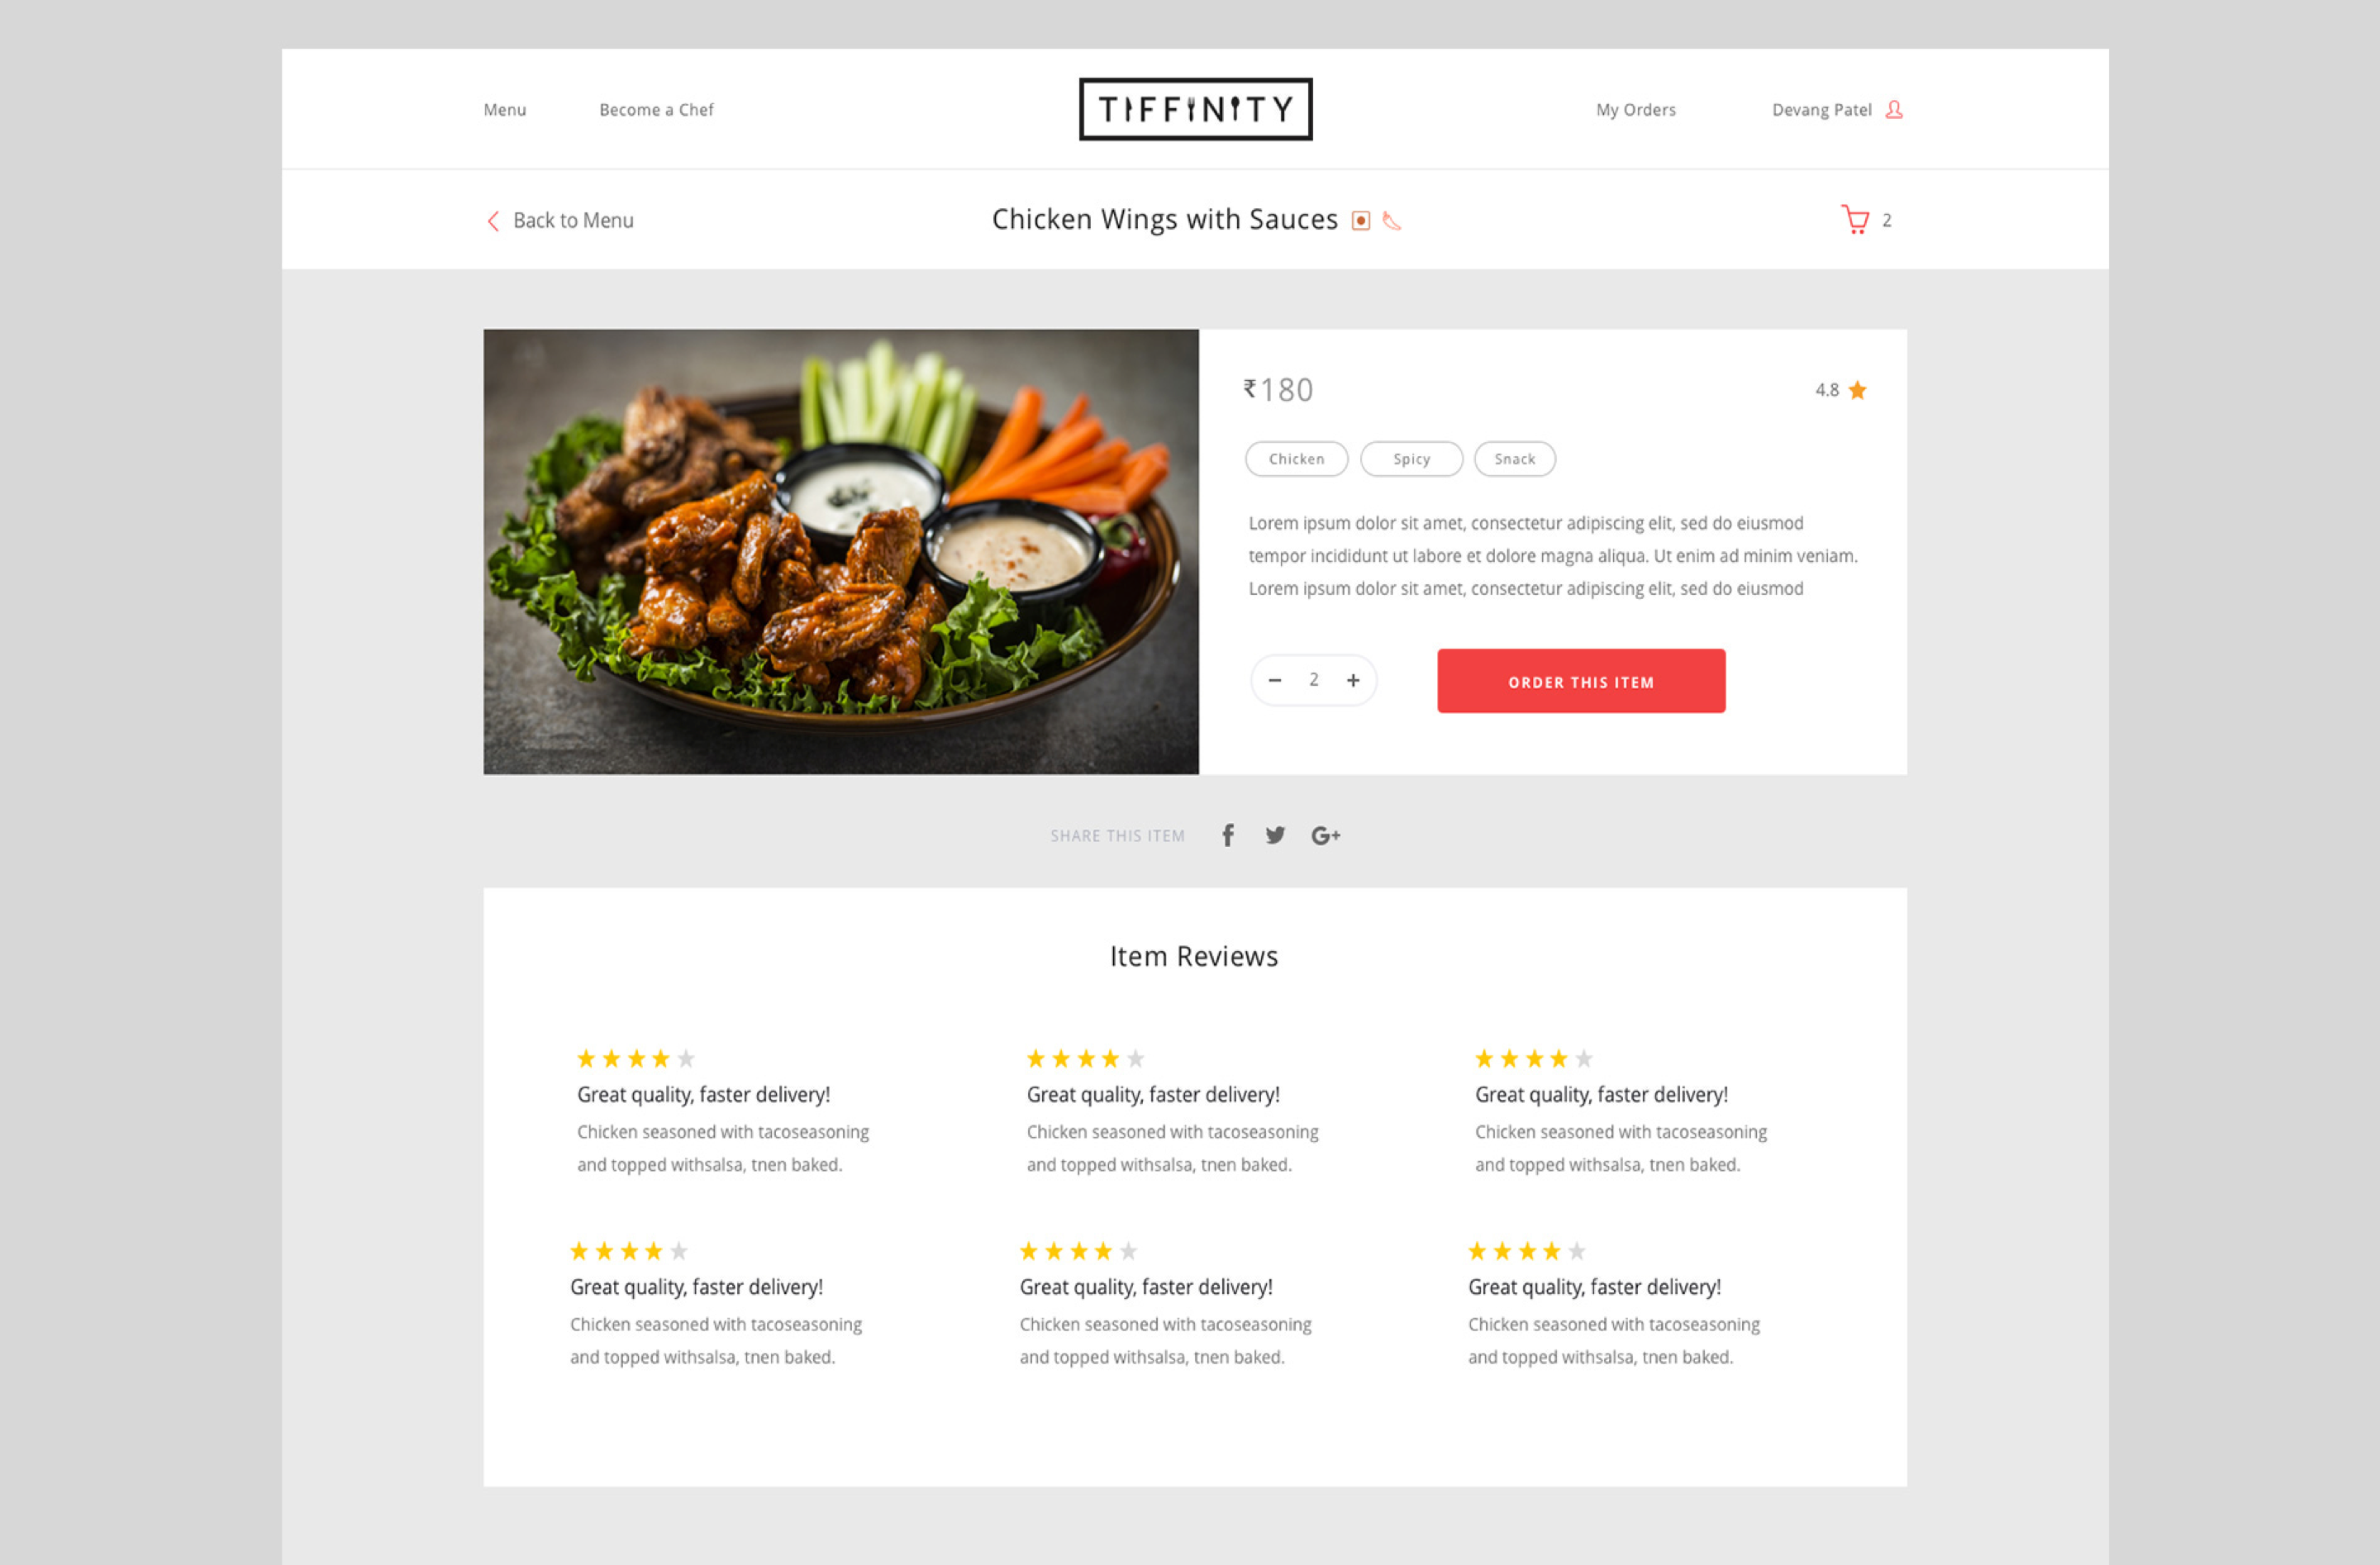 Menu
Become a Chef
TIFFINITY
My Orders
Devang Patel
Back to Menu
Chicken Wings with Sauces
2
₹180
4.8
Chicken
Spicy
Snack
Lorem ipsum dolor sit amet, consectetur adipiscing elit, sed do eiusmod
tempor incididunt ut labore et dolore magna aliqua. Ut enim ad minim veniam.
Lorem ipsum dolor sit amet, consectetur adipiscing elit, sed do eiusmod
− 2 +
ORDER THIS ITEM
SHARE THIS ITEM
f
G+
Item Reviews
Great quality, faster delivery!
Chicken seasoned with tacoseasoning
and topped withsalsa, tnen baked.
Great quality, faster delivery!
Chicken seasoned with tacoseasoning
and topped withsalsa, tnen baked.
Great quality, faster delivery!
Chicken seasoned with tacoseasoning
and topped withsalsa, tnen baked.
Great quality, faster delivery!
Chicken seasoned with tacoseasoning
and topped withsalsa, tnen baked.
Great quality, faster delivery!
Chicken seasoned with tacoseasoning
and topped withsalsa, tnen baked.
Great quality, faster delivery!
Chicken seasoned with tacoseasoning
and topped withsalsa, tnen baked.